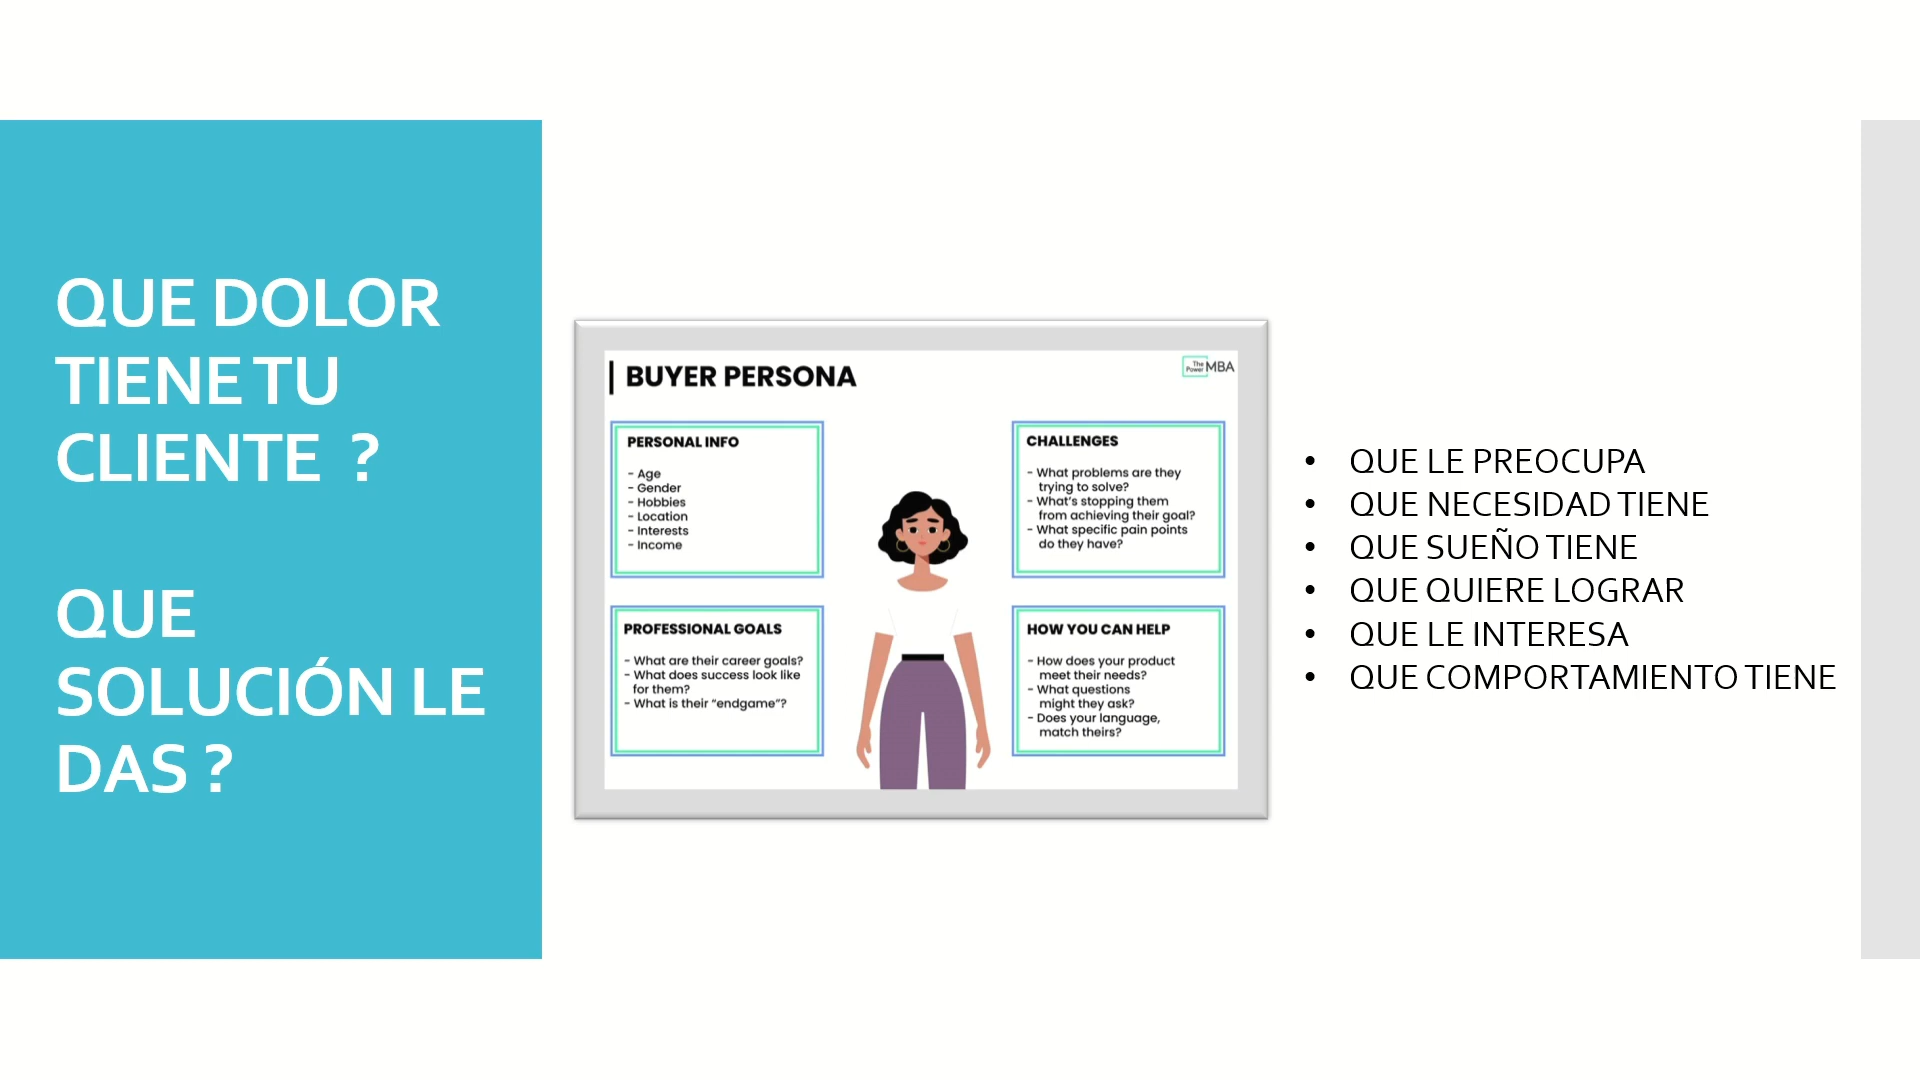 QUE DOLOR
TIENE TU
CLIENTE ?
QUE
SOLUCIÓN LE
DAS ?
BUYER PERSONA
The
Power MBA
PERSONAL INFO
- Age
- Gender
- Hobbies
- Location
- Interests
- Income
CHALLENGES
- What problems are they
trying to solve?
- What's stopping them
from achieving their goal?
- What specific pain points
do they have?
PROFESSIONAL GOALS
- What are their career goals?
- What does success look like
for them?
- What is their “endgame”?
HOW YOU CAN HELP
- How does your product
meet their needs?
- What questions
might they ask?
- Does your language,
match theirs?
• QUE LE PREOCUPA
• QUE NECESIDAD TIENE
• QUE SUEÑO TIENE
• QUE QUIERE LOGRAR
• QUE LE INTERESA
• QUE COMPORTAMIENTO TIENE